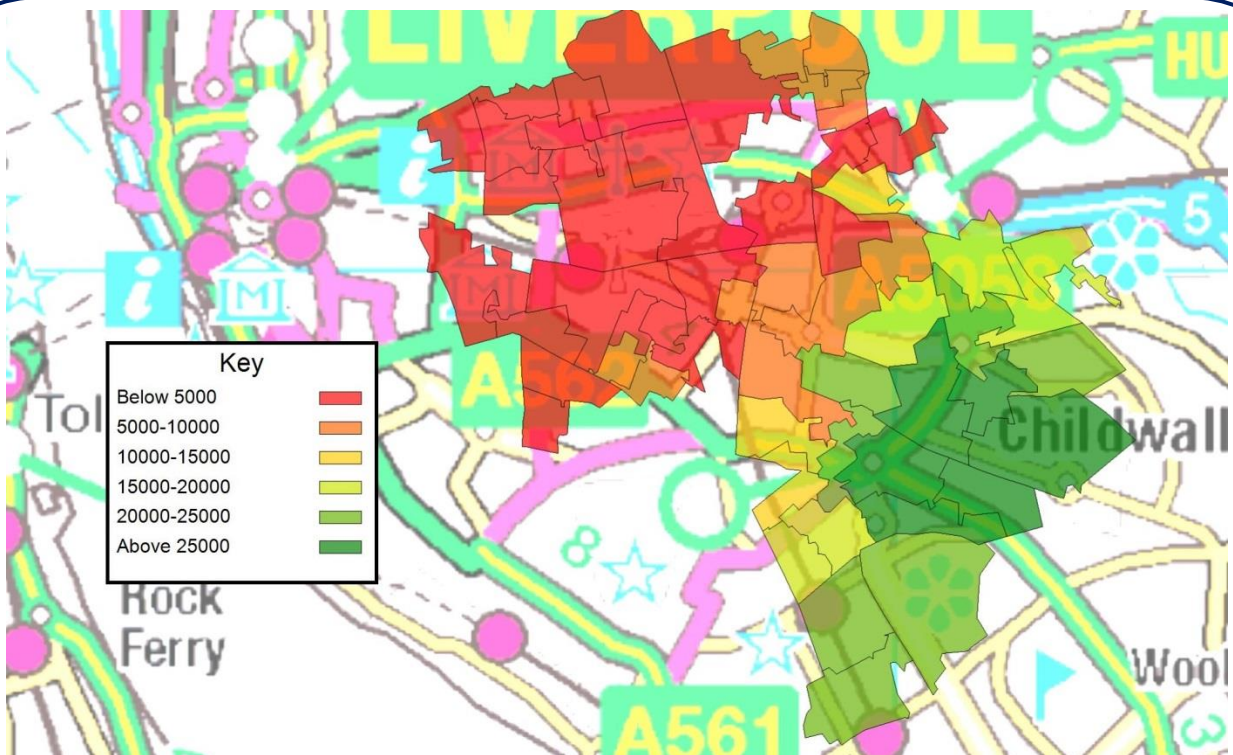 LIVERPOOL
HU
i
M
i
5
i
M
M
A5058
Key
Below 5000
5000-10000
10000-15000
15000-20000
20000-25000
Above 25000
A562
Tol
Childwall
8
Rock
Ferry
Wool
A561
3